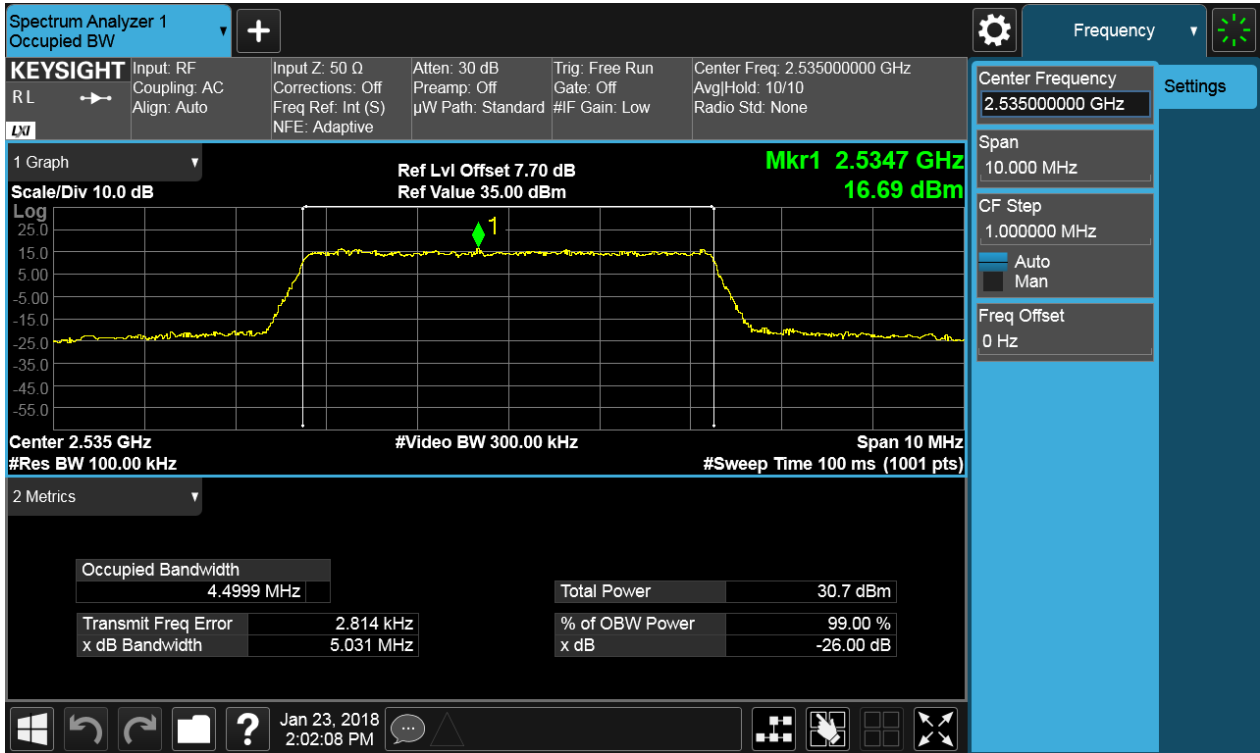 Spectrum Analyzer 1
Occupied BW
+
Frequency
KEYSIGHT
RL
LXI
Input: RF
Coupling: AC
Align: Auto
Input Z: 50 Ω
Corrections: Off
Freq Ref: Int (S)
NFE: Adaptive
Atten: 30 dB
Preamp: Off
µW Path: Standard
Trig: Free Run
Gate: Off
#IF Gain: Low
Center Freq: 2.535000000 GHz
Avg|Hold: 10/10
Radio Std: None
Center Frequency
2.535000000 GHz
Settings
Span
10.000 MHz
CF Step
1.000000 MHz
Auto
Man
Freq Offset
0 Hz
1 Graph
Scale/Div 10.0 dB
Ref Lvl Offset 7.70 dB
Ref Value 35.00 dBm
Mkr1 2.5347 GHz
16.69 dBm
Log
25.0
15.0
5.00
-5.00
-15.0
-25.0
-35.0
-45.0
-55.0
1
Center 2.535 GHz
#Video BW 300.00 kHz
Span 10 MHz
#Res BW 100.00 kHz
#Sweep Time 100 ms (1001 pts)
2 Metrics
Occupied Bandwidth
4.4999 MHz
Transmit Freq Error 2.814 kHz
x dB Bandwidth 5.031 MHz
Total Power 30.7 dBm
% of OBW Power 99.00 %
x dB -26.00 dB
?
Jan 23, 2018
2:02:08 PM